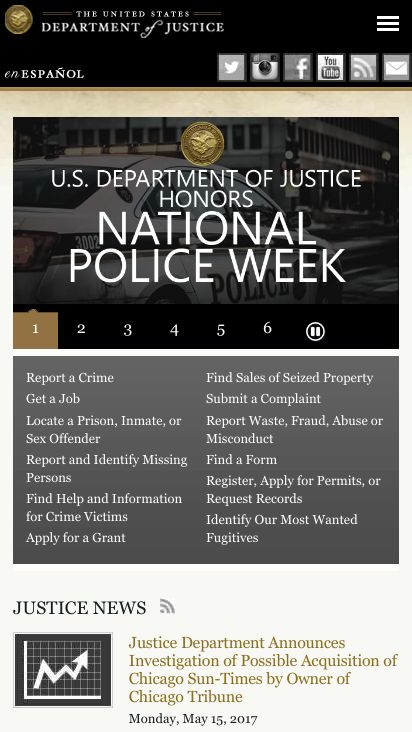 THE UNITED STATES
DEPARTMENT of JUSTICE
en ESPAÑOL
You
Tube
U.S. DEPARTMENT OF JUSTICE
HONORS
NATIONAL
POLICE WEEK
3002
POLICE
1 2 3 4 5 6
Report a Crime
Get a Job
Locate a Prison, Inmate, or
Sex Offender
Report and Identify Missing
Persons
Find Help and Information
for Crime Victims
Apply for a Grant
Find Sales of Seized Property
Submit a Complaint
Report Waste, Fraud, Abuse or
Misconduct
Find a Form
Register, Apply for Permits, or
Request Records
Identify Our Most Wanted
Fugitives
JUSTICE NEWS
Justice Department Announces
Investigation of Possible Acquisition of
Chicago Sun-Times by Owner of
Chicago Tribune
Monday, May 15, 2017